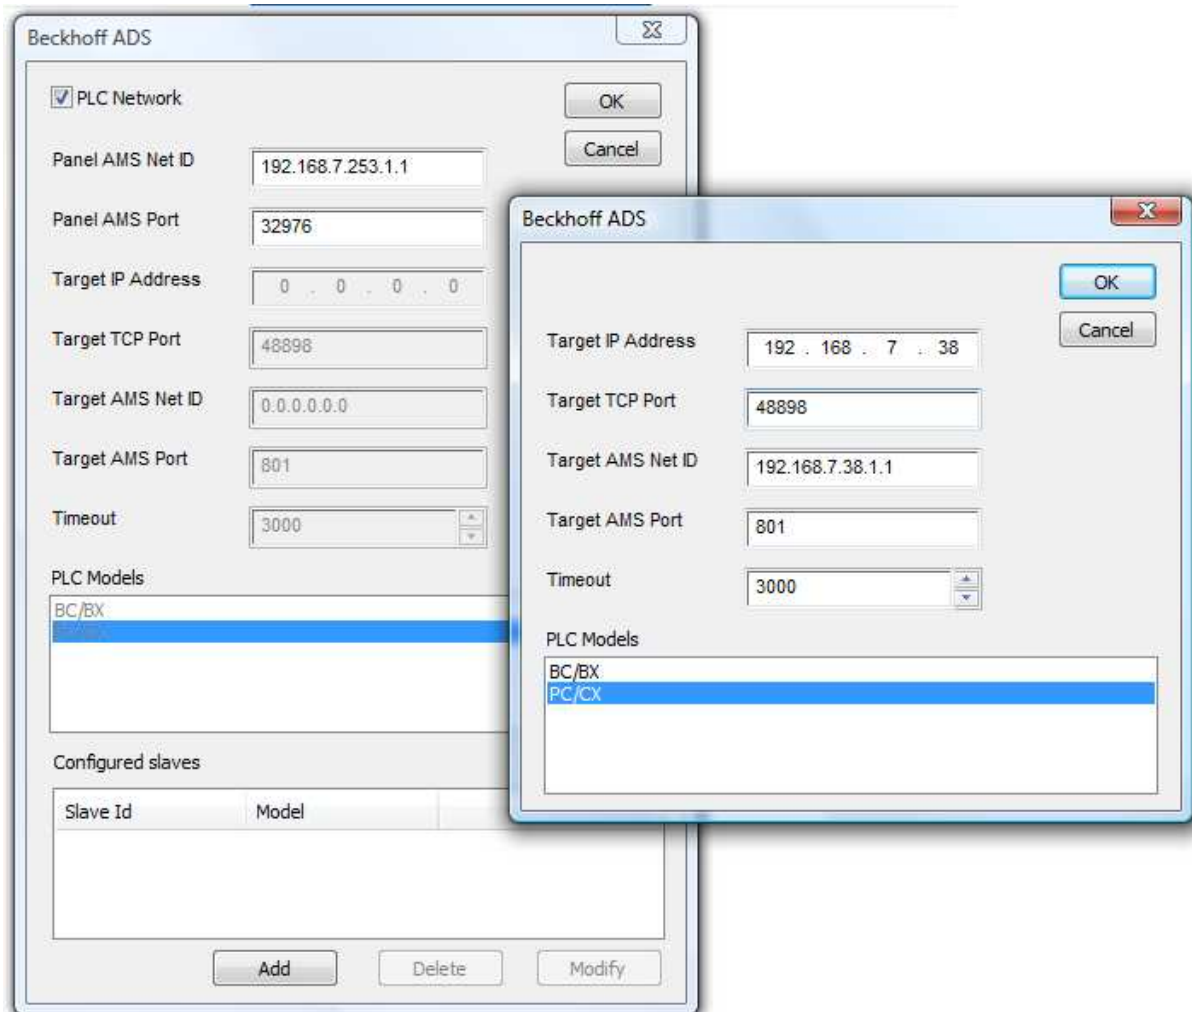 Beckhoff ADS
PLC Network
OK
Cancel
Panel AMS Net ID
192.168.7.253.1.1
Panel AMS Port
32976
Target IP Address
0 . 0 . 0 . 0
Target TCP Port
48898
Target AMS Net ID
0.0.0.0.0.0
Target AMS Port
801
Timeout
3000
PLC Models
BC/BX
Configured slaves
Slave Id
Model
Add
Delete
Modify
Beckhoff ADS
OK
Cancel
Target IP Address
192 . 168 . 7 . 38
Target TCP Port
48898
Target AMS Net ID
192.168.7.38.1.1
Target AMS Port
801
Timeout
3000
PLC Models
BC/BX
PC/CX